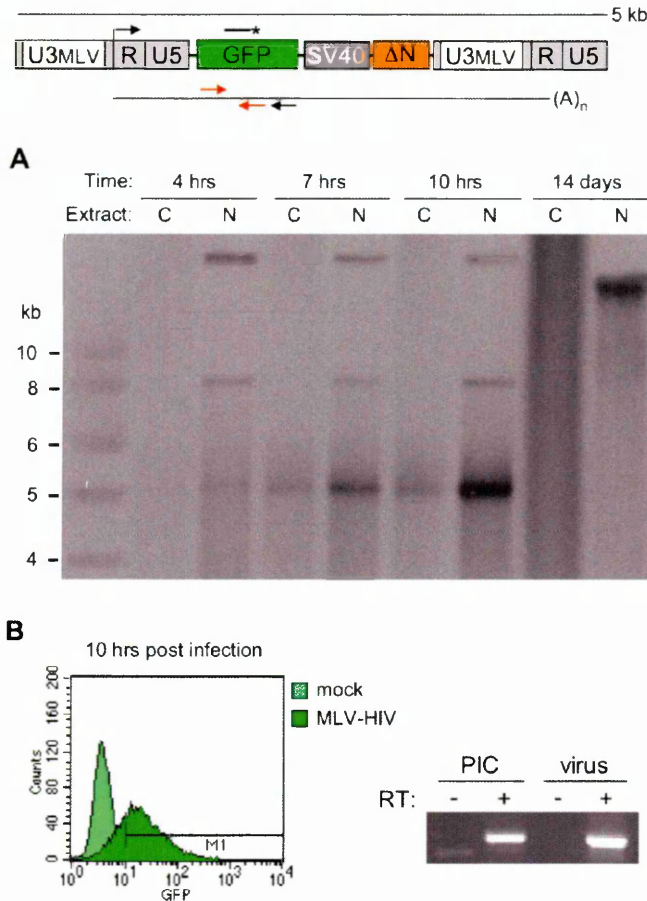 5 kb
U3MLV R U5 GFP SV40 ΔN U3MLV R U5
*
(A)n
A
Time: 4 hrs 7 hrs 10 hrs 14 days
Extract: C N C N C N C N
kb
10
8
6
5
4
B
10 hrs post infection
200
160
120
80
40
0
Counts
M1
10^0 10^1 10^2 10^3 10^4
GFP
mock
MLV-HIV
PIC virus
RT: - + - +